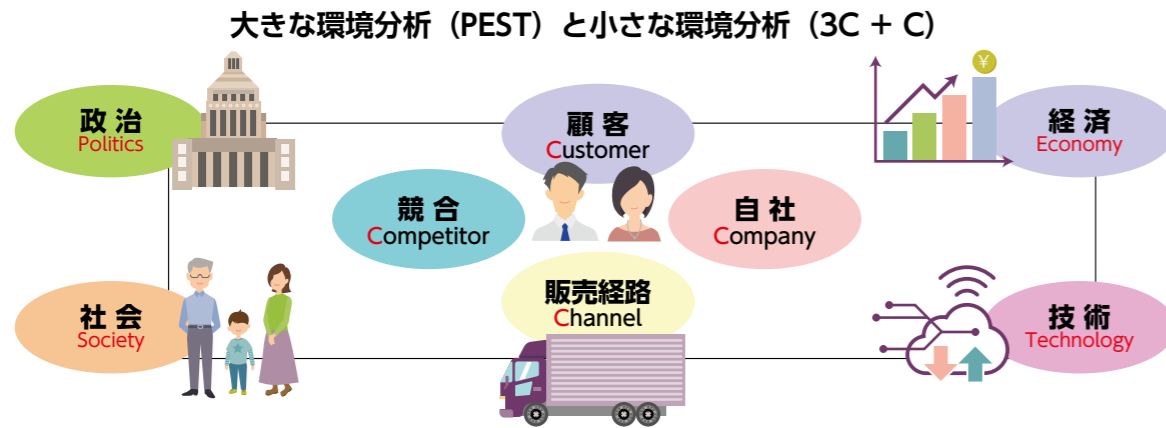 大きな環境分析（PEST）と小さな環境分析（3C + C）
政 治
Politics
顧 客
Customer
¥
経 済
Economy
競 合
Competitor
自 社
Company
社 会
Society
販売経路
Channel
技 術
Technology